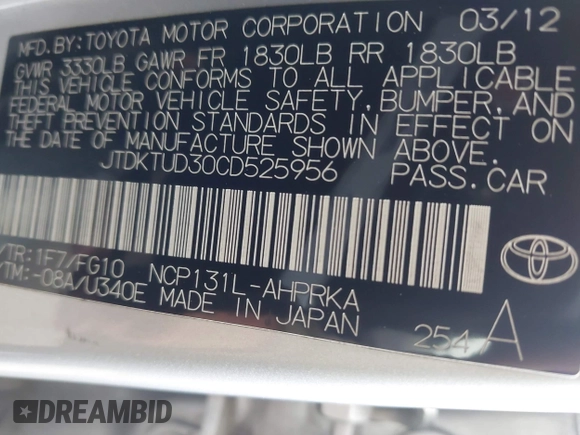 MFD.BY:TOYOTA MOTOR CORPORATION 03/12
GVWR 3330LB GAWR FR 1830LB RR 1830LB
THIS VEHICLE CONFORMS TO ALL APPLICABLE
FEDERAL MOTOR VEHICLE SAFETY,BUMPER,AND
THEFT PREVENTION STANDARDS IN EFFECT ON
THE DATE OF MANUFACTURE SHOWN ABOVE.
JTDKTUD30CD525956 PASS.CAR
/TR:1F7/FG10 NCP131L-AHPRKA
/TM:-08A/U340E MADE IN JAPAN
254 A
DREAMBID